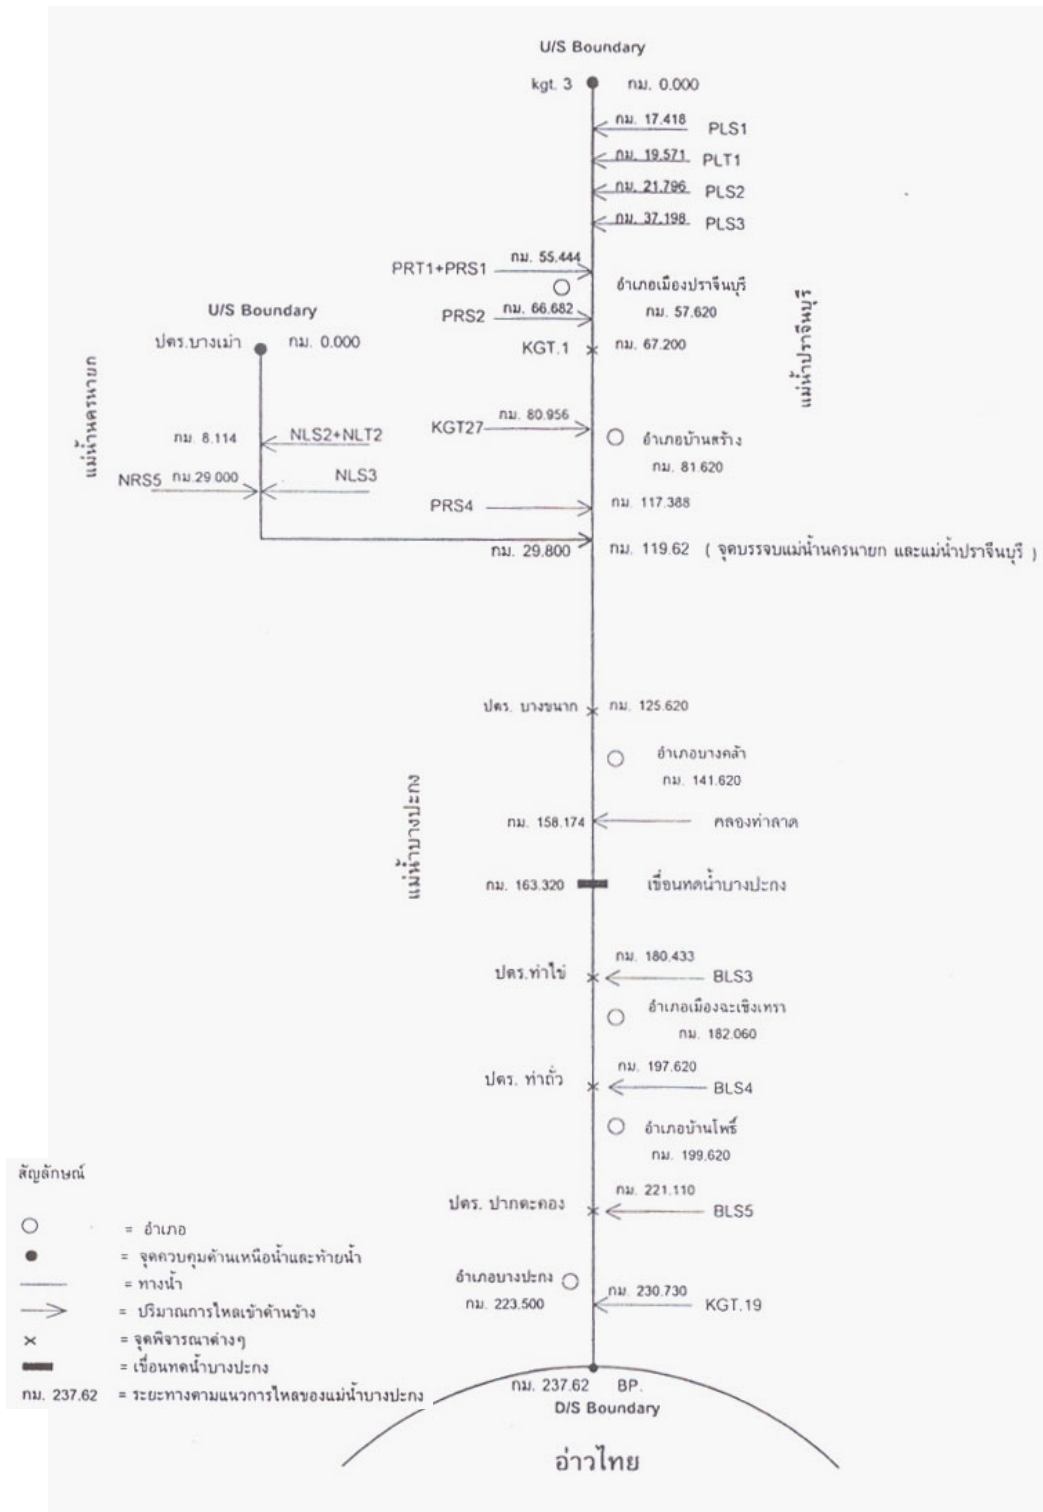 U/S Boundary
kgt. 3 กม. 0.000
กม. 17.418 PLS1
กม. 19.571 PLT1
กม. 21.796 PLS2
กม. 37.198 PLS3
PRT1+PRS1 กม. 55.444
อำเภอเมืองปราจีนบุรี
กม. 57.620
PRS2 กม. 66.682
KGT.1 กม. 67.200
แม่น้ำปราจีนบุรี
U/S Boundary
ปตร.บางเม่า กม. 0.000
แม่น้ำนครนายก
กม. 8.114 NLS2+NLT2
NRS5 กม.29.000 NLS3
KGT27 กม. 80.956
อำเภอบ้านสร้าง
กม. 81.620
PRS4 กม. 117.388
กม. 29.800 กม. 119.62 ( จุดบรรจบแม่น้ำนครนายก และแม่น้ำปราจีนบุรี )
ปตร. บางขนาก กม. 125.620
อำเภอบางคล้า
กม. 141.620
แม่น้ำบางปะกง
กม. 158.174 คลองท่าลาด
กม. 163.320 เขื่อนทดน้ำบางปะกง
กม. 180.433
ปตร.ท่าไข่ BLS3
อำเภอเมืองฉะเชิงเทรา
กม. 182.060
กม. 197.620
ปตร. ท่าถั่ว BLS4
อำเภอบ้านโพธิ์
กม. 199.620
กม. 221.110
ปตร. ปากตะคอง BLS5
อำเภอบางปะกง
กม. 223.500
กม. 230.730 KGT.19
กม. 237.62 BP.
D/S Boundary
อ่าวไทย
สัญลักษณ์
= อำเภอ
= จุดควบคุมด้านเหนือน้ำและท้ายน้ำ
= ทางน้ำ
= ปริมาณการไหลเข้าด้านข้าง
= จุดพิจารณาต่างๆ
= เขื่อนทดน้ำบางปะกง
กม. 237.62 = ระยะทางตามแนวการไหลของแม่น้ำบางปะกง